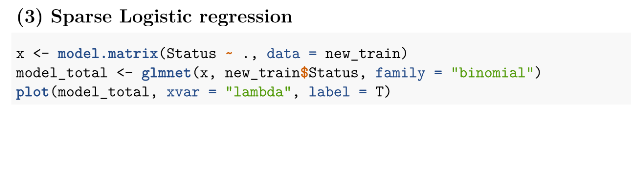 (3) Sparse Logistic regression
x <- model.matrix(Status ~ ., data = new_train)
model_total <- glmnet(x, new_train$Status, family = "binomial")
plot(model_total, xvar = "lambda", label = T)